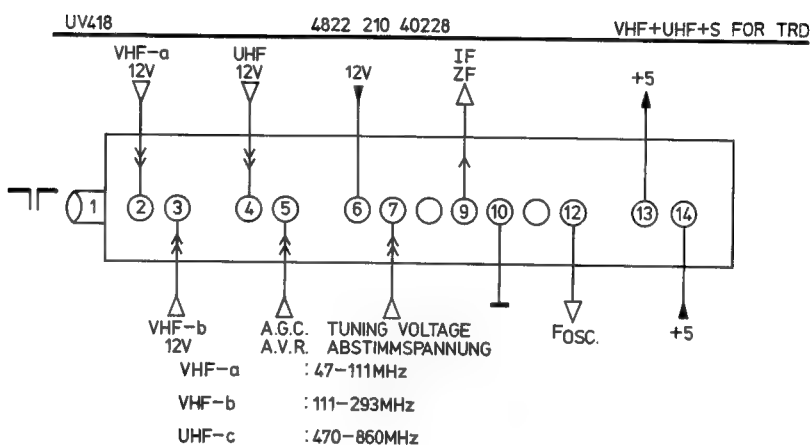 UV418 4822 210 40228 VHF+UHF+S FOR TRD
VHF-a UHF IF
12V 12V 12V ZF +5
1 2 3 4 5 6 7 9 10 12 13 14
VHF-b A.G.C. TUNING VOLTAGE FOSC. +5
12V A.V.R. ABSTIMMSPANNUNG
VHF-a : 47-111MHz
VHF-b : 111-293MHz
UHF-c : 470-860MHz